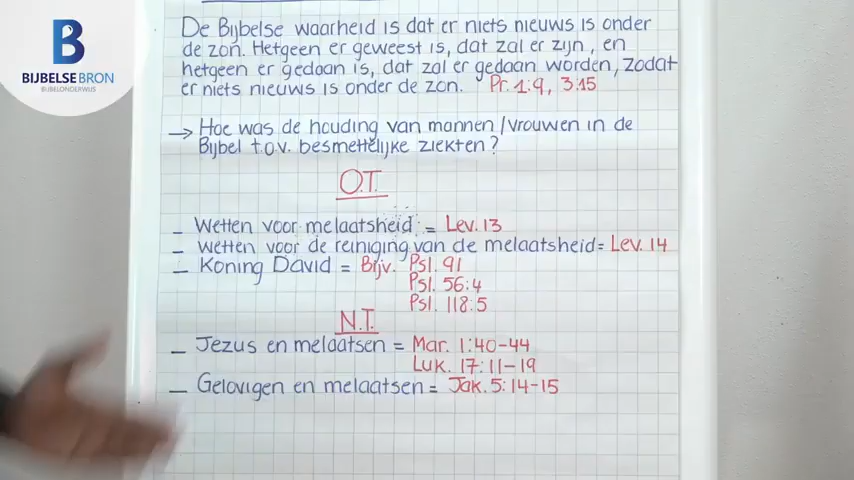 B
BIJBELSEBRON
BIJBELONDERWIJS
De Bijbelse waarheid is dat er niets nieuws is onder
de zon. Hetgeen er geweest is, dat zal er zijn, en
hetgeen er gedaan is, dat zal er gedaan worden, zodat
er niets nieuws is onder de zon. Pr. 1:9, 3:15
→ Hoe was de houding van mannen/vrouwen in de
Bijbel t.o.v. besmettelijke ziekten?
O.T.
- Wetten voor melaatsheid = Lev. 13
- Wetten voor de reiniging van de melaatsheid = Lev. 14
- Koning David = Bijv. Psl. 91
Psl. 56:4
Psl. 118:5
N.T.
- Jezus en melaatsen = Mar. 1:40-44
Luk. 17:11-19
- Gelovigen en melaatsen = Jak. 5:14-15